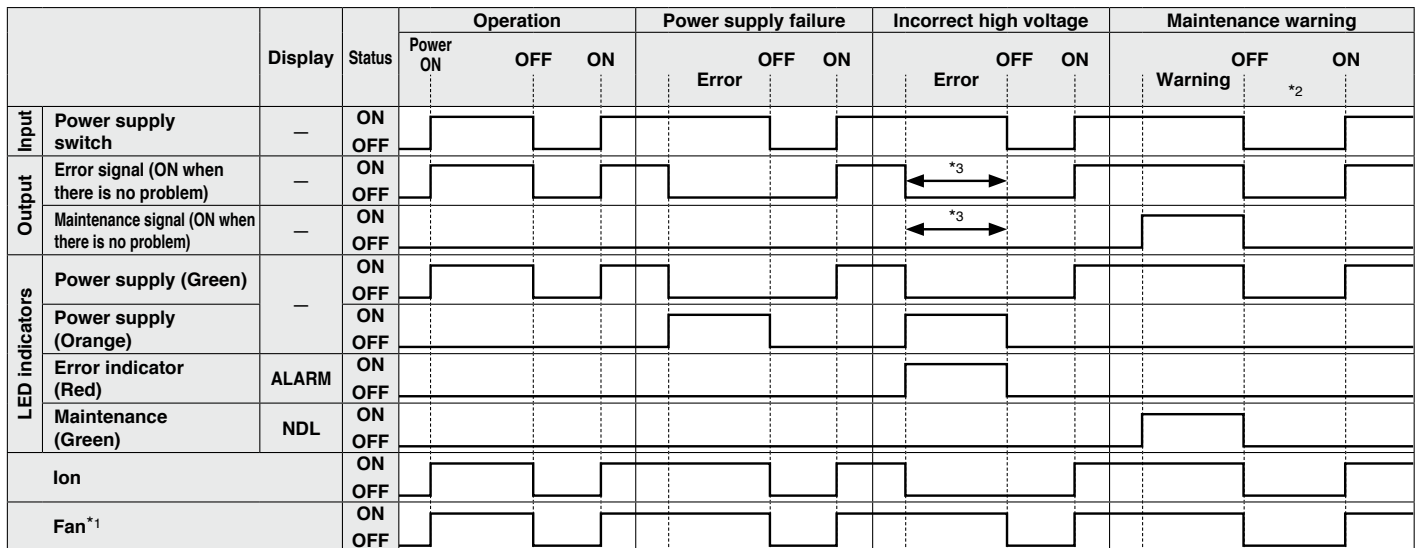 Operation Power supply failure Incorrect high voltage Maintenance warning
Display Status Power ON OFF ON Error OFF ON Error OFF ON Warning OFF *2 ON
Input
Power supply
switch
–
ON
OFF
Output
Error signal (ON when
there is no problem)
–
ON
OFF
*3
Maintenance signal (ON when
there is no problem)
–
ON
OFF
*3
LED indicators
Power supply (Green)
–
ON
OFF
Power supply
(Orange)
ON
OFF
Error indicator
(Red)
ALARM
ON
OFF
Maintenance
(Green)
NDL
ON
OFF
Ion
ON
OFF
Fan*1
ON
OFF